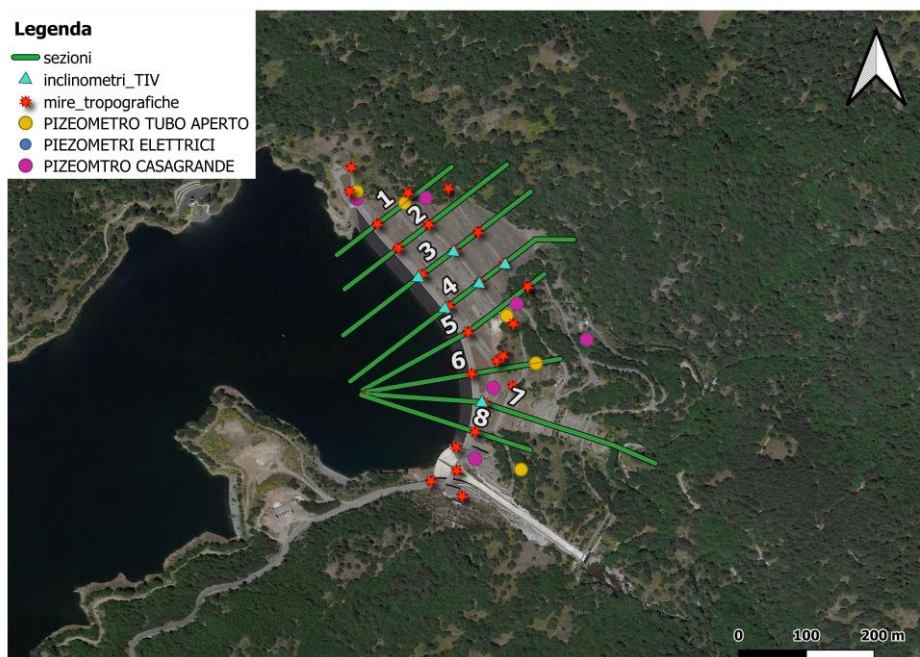 Legenda
sezioni
inclinometri_TIV
mire_tropografiche
PIZEOMETRO TUBO APERTO
PIEZOMETRI ELETTRICI
PIZEOMTRO CASAGRANDE
1
2
3
4
5
6
7
8
0 100 200 m